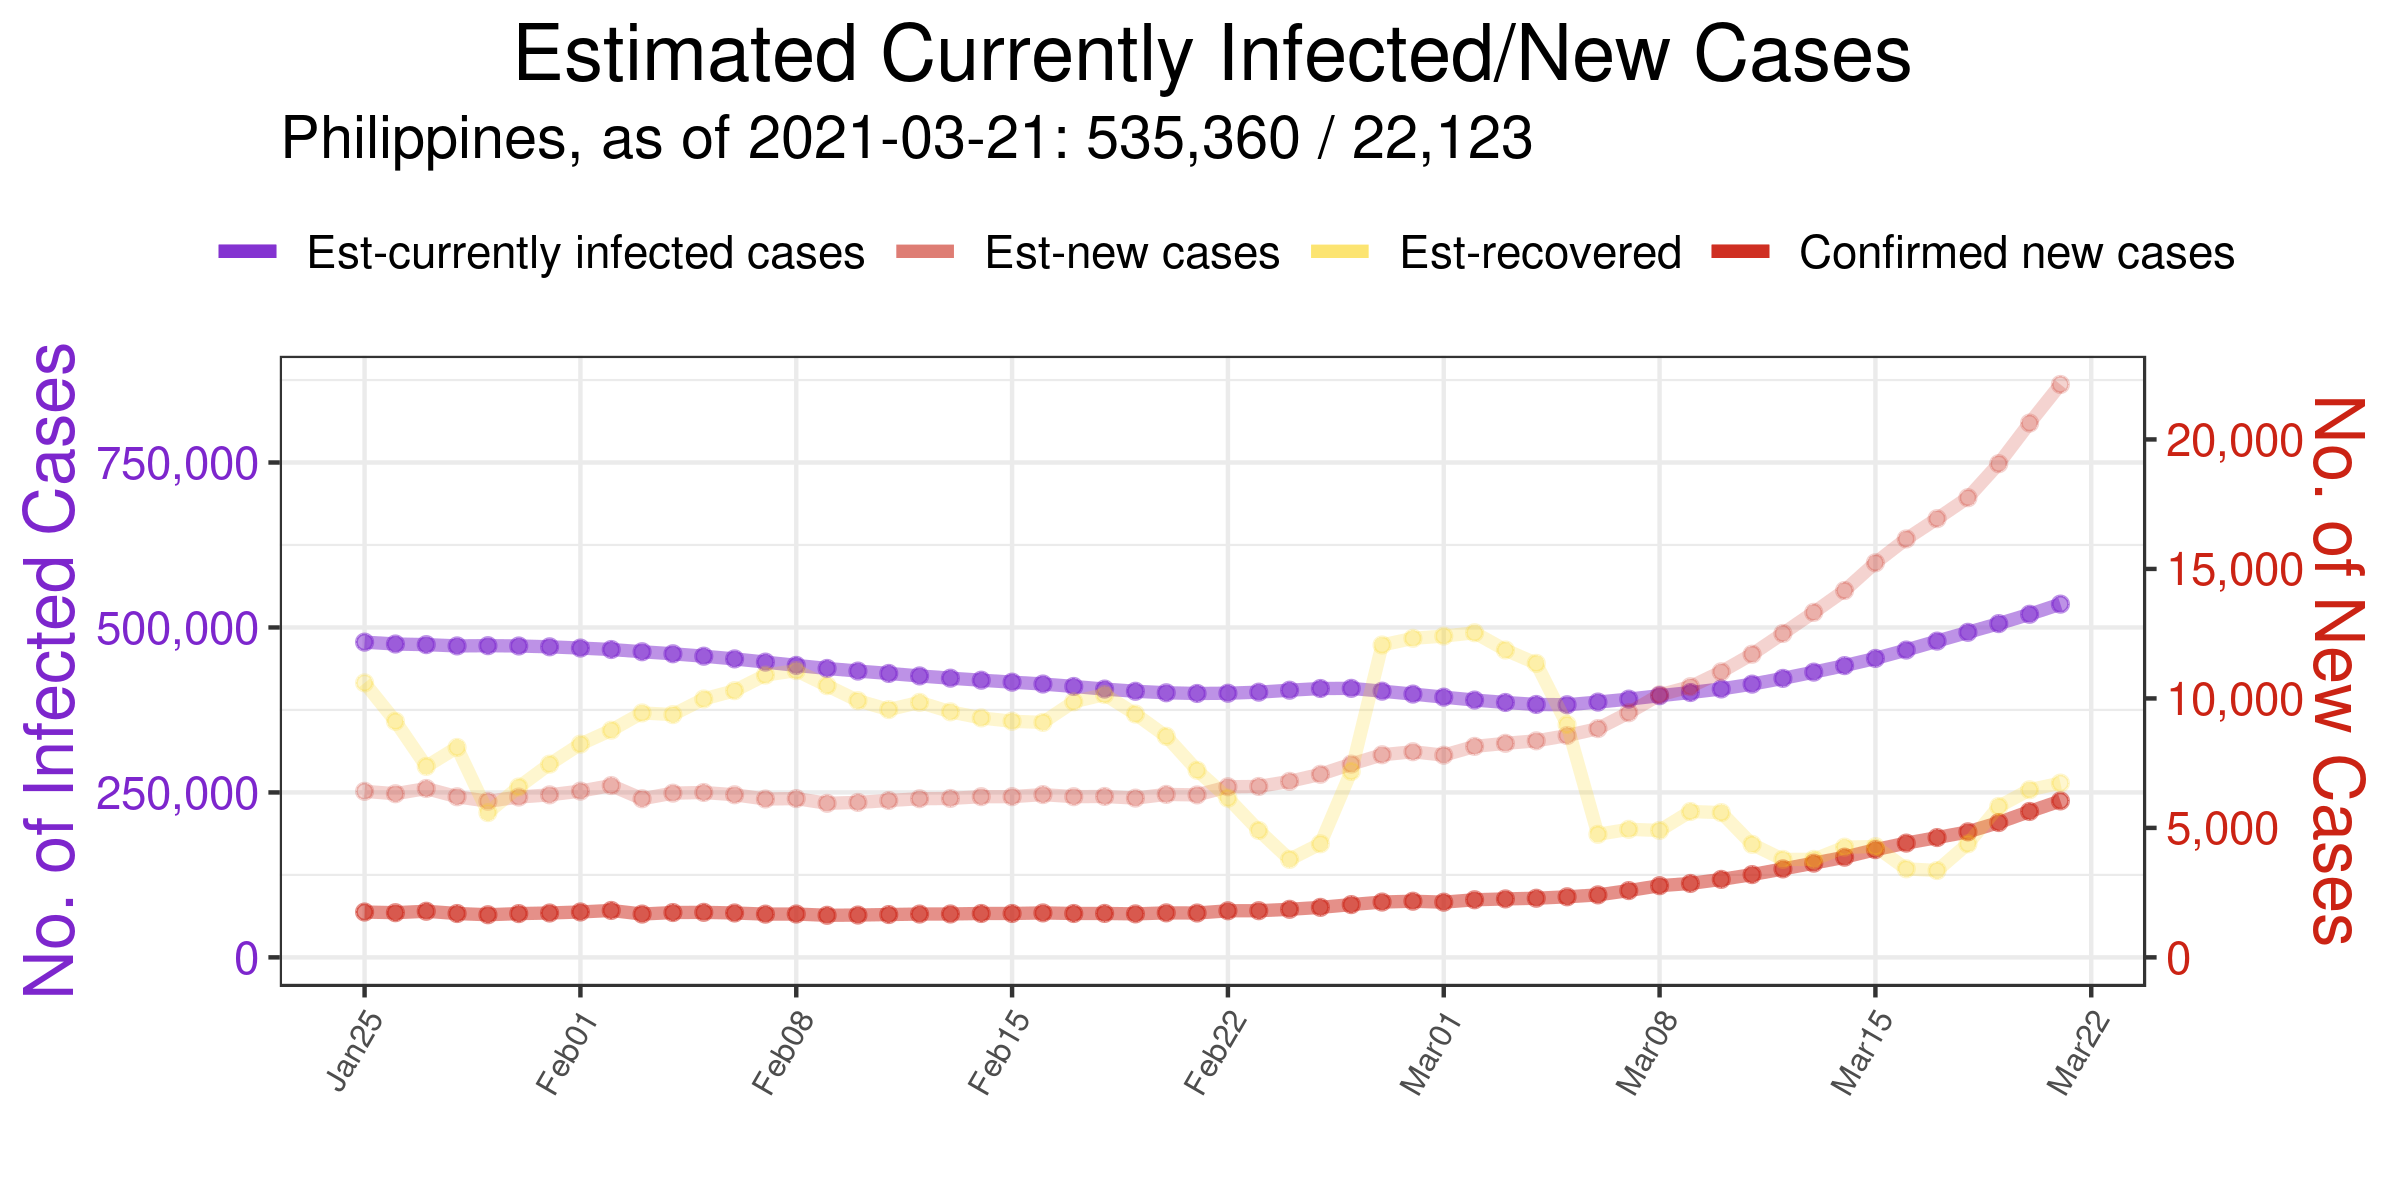 Estimated Currently Infected/New Cases
Philippines, as of 2021-03-21: 535,360 / 22,123
Est-currently infected cases Est-new cases Est-recovered Confirmed new cases
No. of Infected Cases
750,000
500,000
250,000
0
20,000
15,000
10,000
5,000
0
No. of New Cases
Jan25 Feb01 Feb08 Feb15 Feb22 Mar01 Mar08 Mar15 Mar22